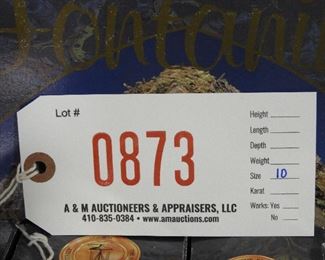 Fontanini
Lot #
0873
Height
Length
Depth
Weight
Size 10
Karat
Works: Yes
No
A & M AUCTIONEERS & APPRAISERS, LLC
410-835-0384 • www.amauctions.com